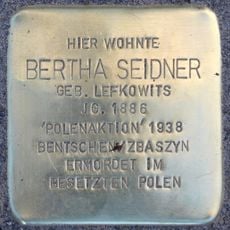 HIER WOHNTE
BERTHA SEIDNER
GEB. LEFKOWITS
JG. 1886
'POLENAKTION' 1938
BENTSCHEN/ZBASZYN
ERMORDET IM
BESETZTEN POLEN